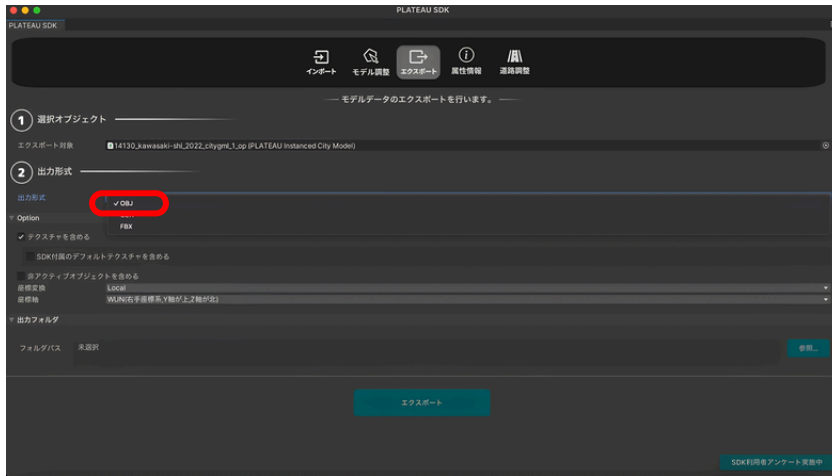 PLATEAU SDK
PLATEAU SDK
インポート
モデル調整
エクスポート
属性情報
道路調整
モデルデータのエクスポートを行います。
1 選択オブジェクト
エクスポート対象
14130_kawasaki-shi_2022_citygml_1_op (PLATEAU Instanced City Model)
2 出力形式
出力形式
✓ OBJ
FBX
Option
テクスチャを含める
SDK付属のデフォルトテクスチャを含める
非アクティブオブジェクトを含める
座標変換 Local
座標軸 WUN(右手座標系,Y軸が上,Z軸が北)
出力フォルダ
フォルダパス 未選択
参照...
エクスポート
SDK利用者アンケート実施中